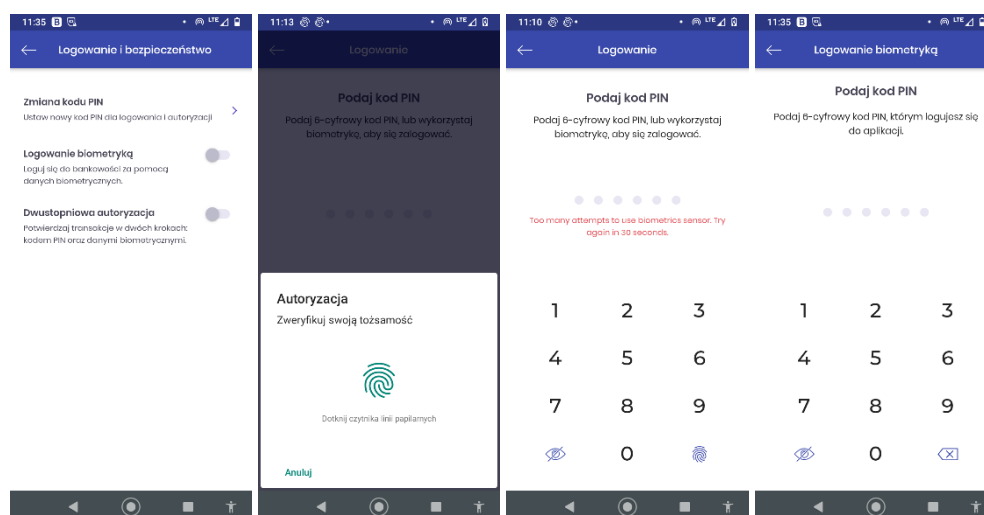 11:35
LTE
Logowanie i bezpieczeństwo
Zmiana kodu PIN
Ustaw nowy kod PIN dla logowania i autoryzacji
Logowanie biometryką
Loguj się do bankowości za pomocą
danych biometrycznych.
Dwustopniowa autoryzacja
Potwierdzaj transakcje w dwóch krokach:
kodem PIN oraz danymi biometrycznymi.
11:13
LTE
Logowanie
Podaj kod PIN
Podaj 6-cyfrowy kod PIN, lub wykorzystaj
biometrykę, aby się zalogować.
Autoryzacja
Zweryfikuj swoją tożsamość
Dotknij czytnika linii papilarnych
Anuluj
11:10
LTE
Logowanie
Podaj kod PIN
Podaj 6-cyfrowy kod PIN, lub wykorzystaj
biometrykę, aby się zalogować.
Too many attempts to use biometrics sensor. Try
again in 30 seconds.
1 2 3
4 5 6
7 8 9
0
11:35
LTE
Logowanie biometryką
Podaj kod PIN
Podaj 6-cyfrowy kod PIN, którym logujesz się
do aplikacji.
1 2 3
4 5 6
7 8 9
0